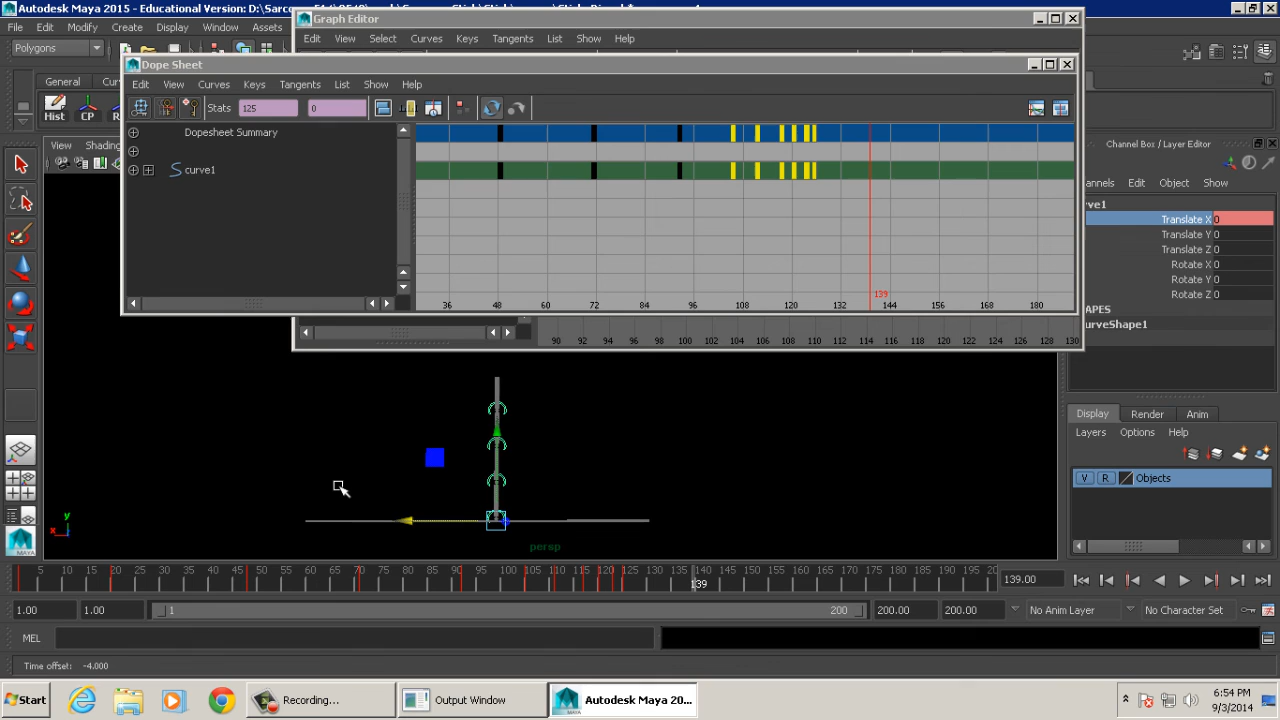 Autodesk Maya 2015 - Educational Version: D:\Sarco
Graph Editor
File Edit Modify Create Display Window Assets
Edit View Select Curves Keys Tangents List Show Help
Polygons
Dope Sheet
General
Edit View Curves Keys Tangents List Show Help
Hist CP
Stats 125 0
Dopesheet Summary
curve1
View Shading
36 48 60 72 84 96 108 120 132 144 156 168 180
139
90 92 94 96 98 100 102 104 106 108 110 112 114 116 118 120 122 124 126 128 130
Channel Box / Layer Editor
Edit Object Show
Translate X 0
Translate Y 0
Translate Z 0
Rotate X 0
Rotate Y 0
Rotate Z 0
Display Render Anim
Layers Options Help
V R Objects
y
x
persp
5 10 15 20 25 30 35 40 45 50 55 60 65 70 75 80 85 90 95 100 105 110 115 120 125 130 135 140 145 150 155 160 165 170 175 180 185 190 195
139
139.00
1.00 1.00 1 200 200.00 200.00 No Anim Layer No Character Set
MEL
Time offset: -4.000
Start Recording... Output Window Autodesk Maya 20...
6:54 PM
9/3/2014